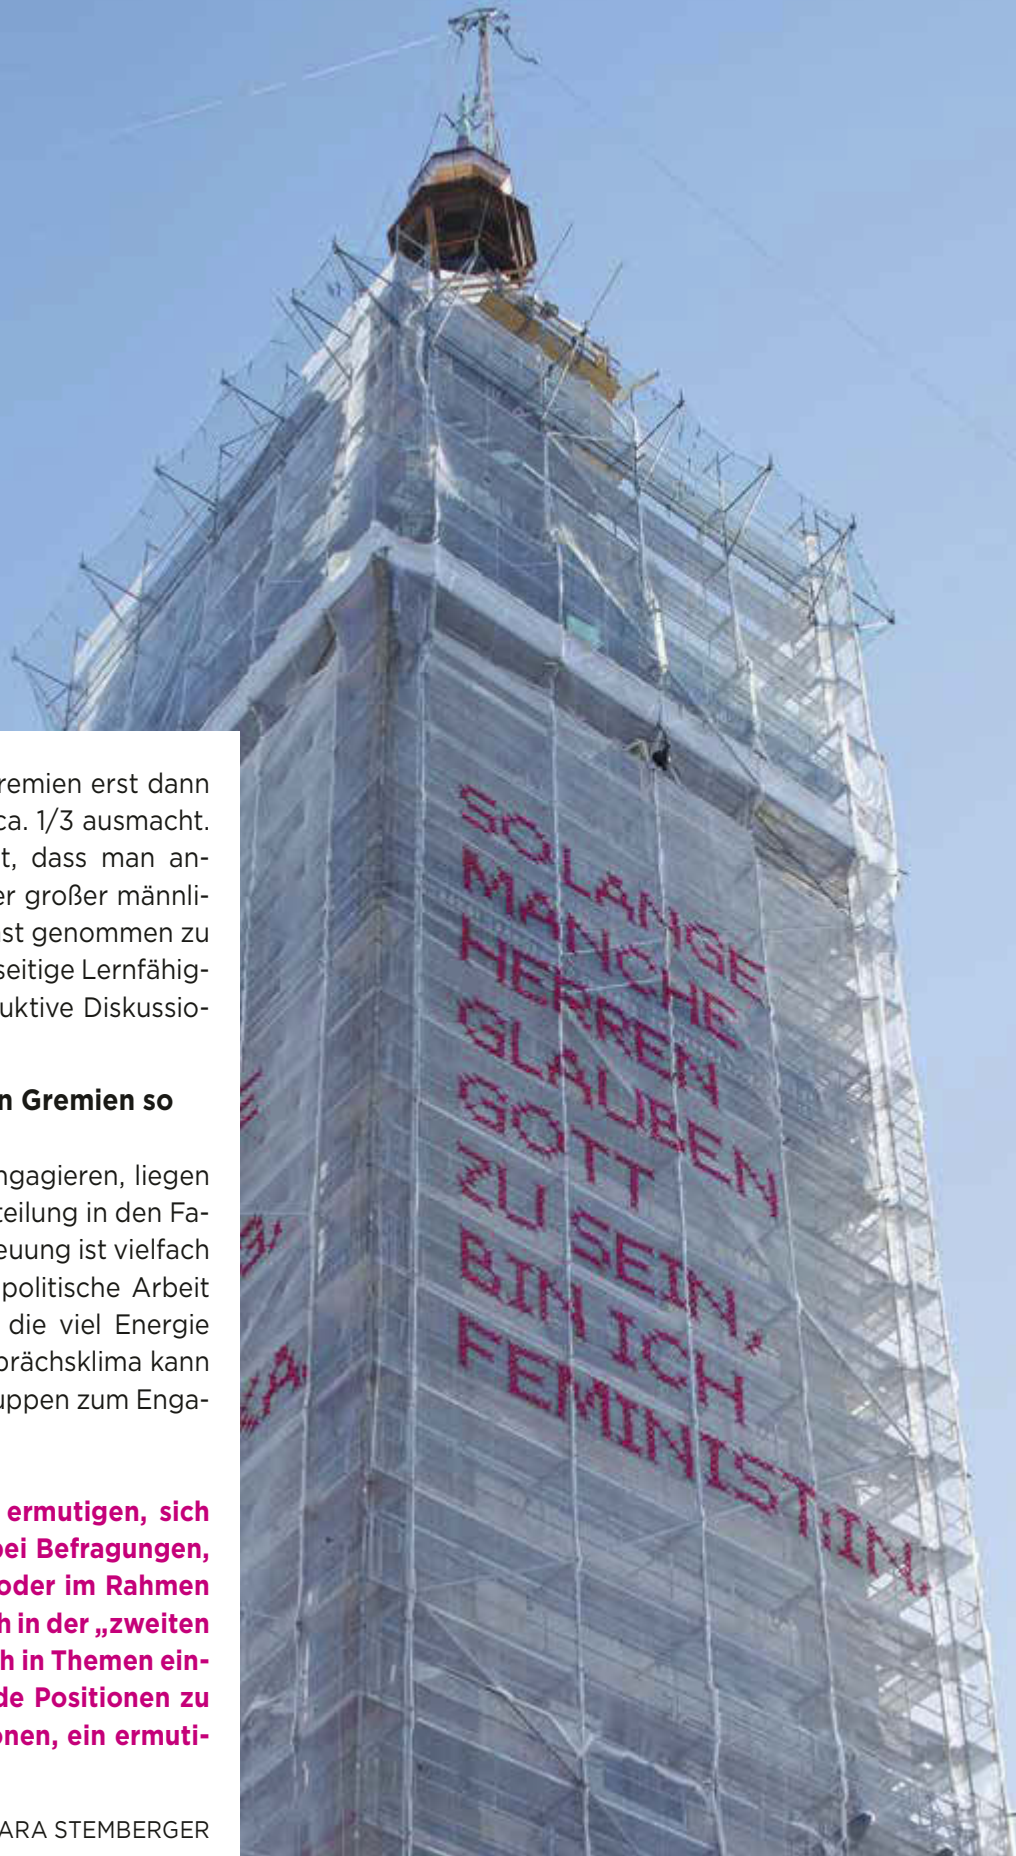 remien erst dann
ca. 1/3 ausmacht.
t, dass man an-
er großer männli-
ast genommen zu
seitige Lernfähig-
uktive Diskussio-
n Gremien so
ngagieren, liegen
teilung in den Fa-
euung ist vielfach
politische Arbeit
die viel Energie
prächsklima kann
uppen zum Enga-
ermutigen, sich
bei Befragungen,
oder im Rahmen
h in der „zweiten
h in Themen ein-
de Positionen zu
onen, ein ermuti-
ARA STEMBERGER
SOLANGE
MANCHE
HERREN
GLAUBEN
GOTT
ZU SEIN,
BIN ICH
FEMINIST:IN.